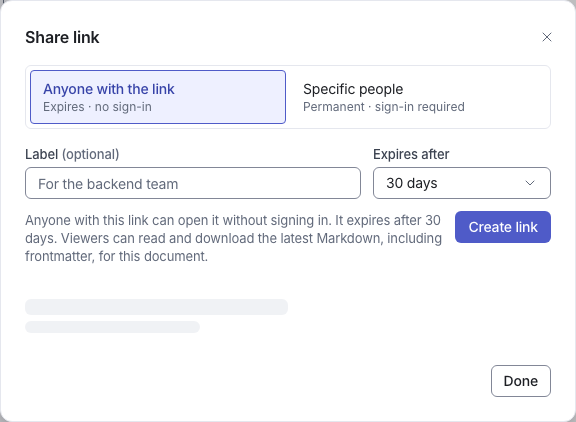 Share link
Anyone with the link
Expires · no sign-in
Specific people
Permanent · sign-in required
Label (optional)
Expires after
For the backend team
30 days
Anyone with this link can open it without signing in. It expires after 30
days. Viewers can read and download the latest Markdown, including
frontmatter, for this document.
Create link
Done